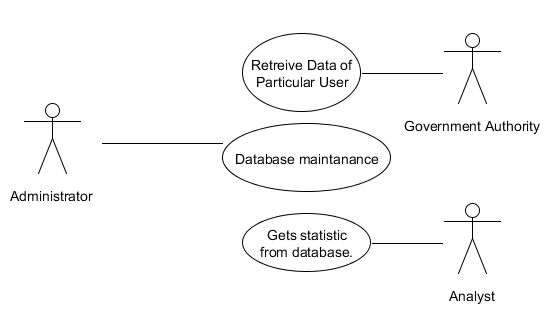 Retreive Data of
Particular User
Government Authority
Database maintanance
Administrator
Gets statistic
from database.
Analyst